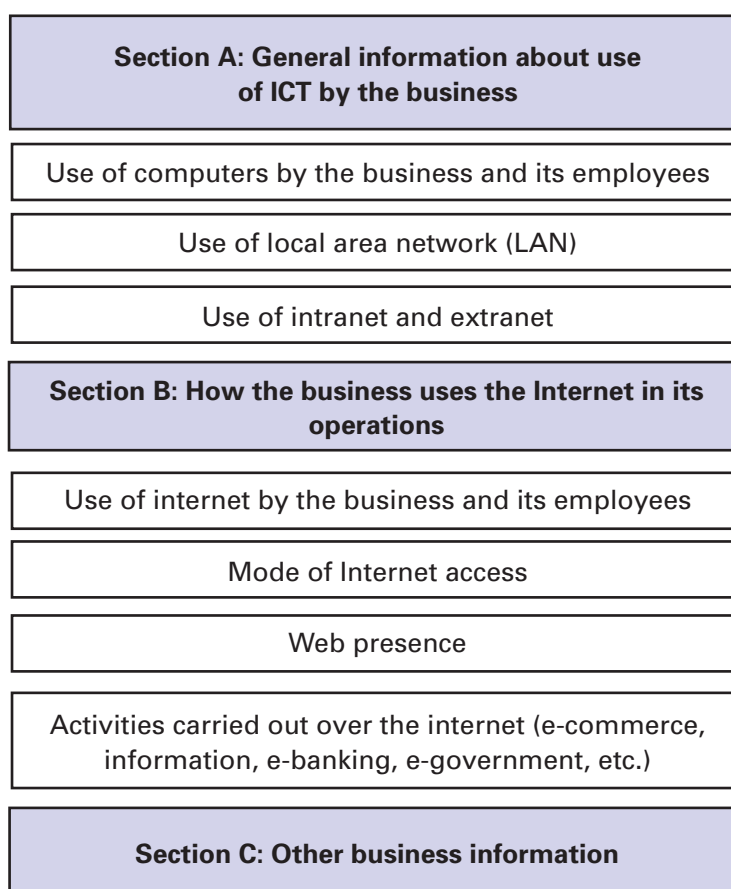 Section A: General information about use
of ICT by the business
Use of computers by the business and its employees
Use of local area network (LAN)
Use of intranet and extranet
Section B: How the business uses the Internet in its
operations
Use of internet by the business and its employees
Mode of Internet access
Web presence
Activities carried out over the internet (e-commerce,
information, e-banking, e-government, etc.)
Section C: Other business information